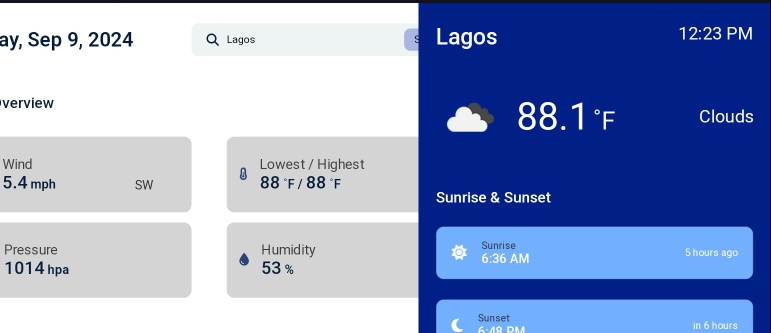 ay, Sep 9, 2024
Lagos
Overview
Wind
5.4 mph
SW
Lowest / Highest
88 °F / 88 °F
Pressure
1014 hpa
Humidity
53 %
Lagos
12:23 PM
88.1 °F
Clouds
Sunrise & Sunset
Sunrise
6:36 AM
5 hours ago
Sunset
6:48 PM
in 6 hours